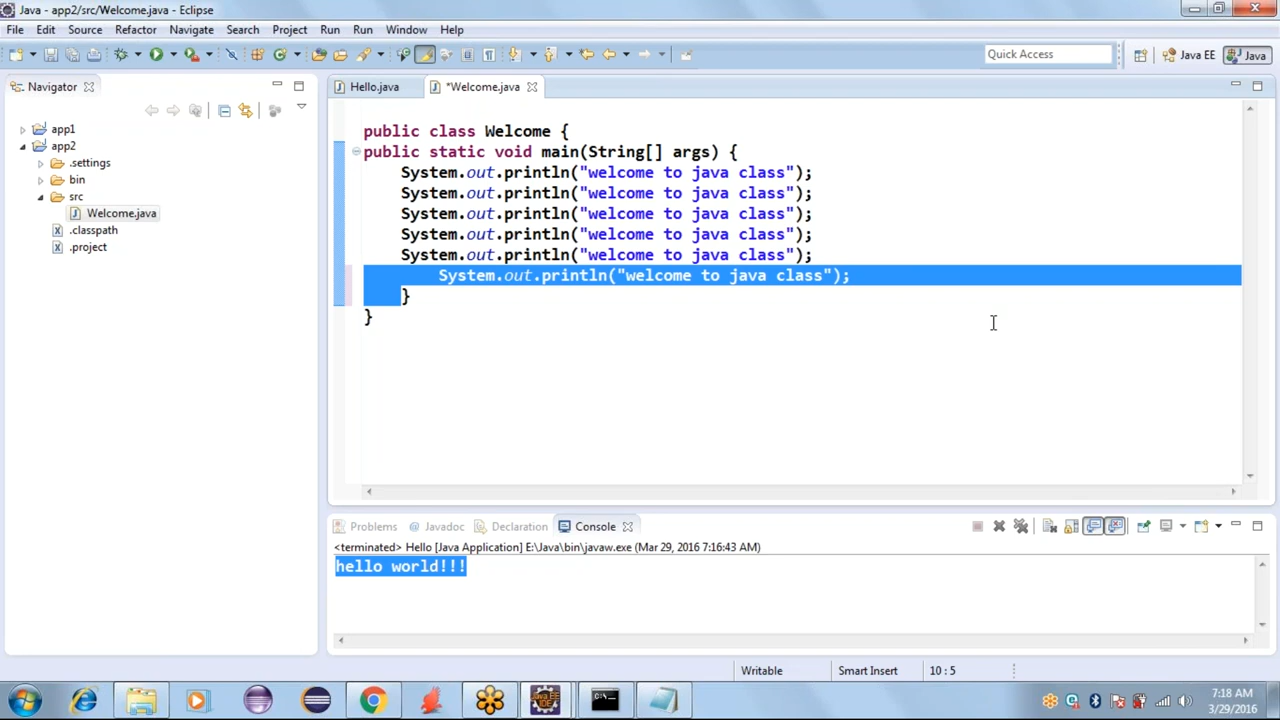 Java - app2/src/Welcome.java - Eclipse
File Edit Source Refactor Navigate Search Project Run Run Window Help
Quick Access Java EE Java
Navigator
app1
app2
.settings
bin
src
Welcome.java
.classpath
.project
Hello.java *Welcome.java
public class Welcome {
public static void main(String[] args) {
System.out.println("welcome to java class");
System.out.println("welcome to java class");
System.out.println("welcome to java class");
System.out.println("welcome to java class");
System.out.println("welcome to java class");
System.out.println("welcome to java class");
}
}
Problems @ Javadoc Declaration Console
<terminated> Hello [Java Application] E:\Java\bin\javaw.exe (Mar 29, 2016 7:16:43 AM)
hello world!!!
Writable Smart Insert 10 : 5
7:18 AM
3/29/2016